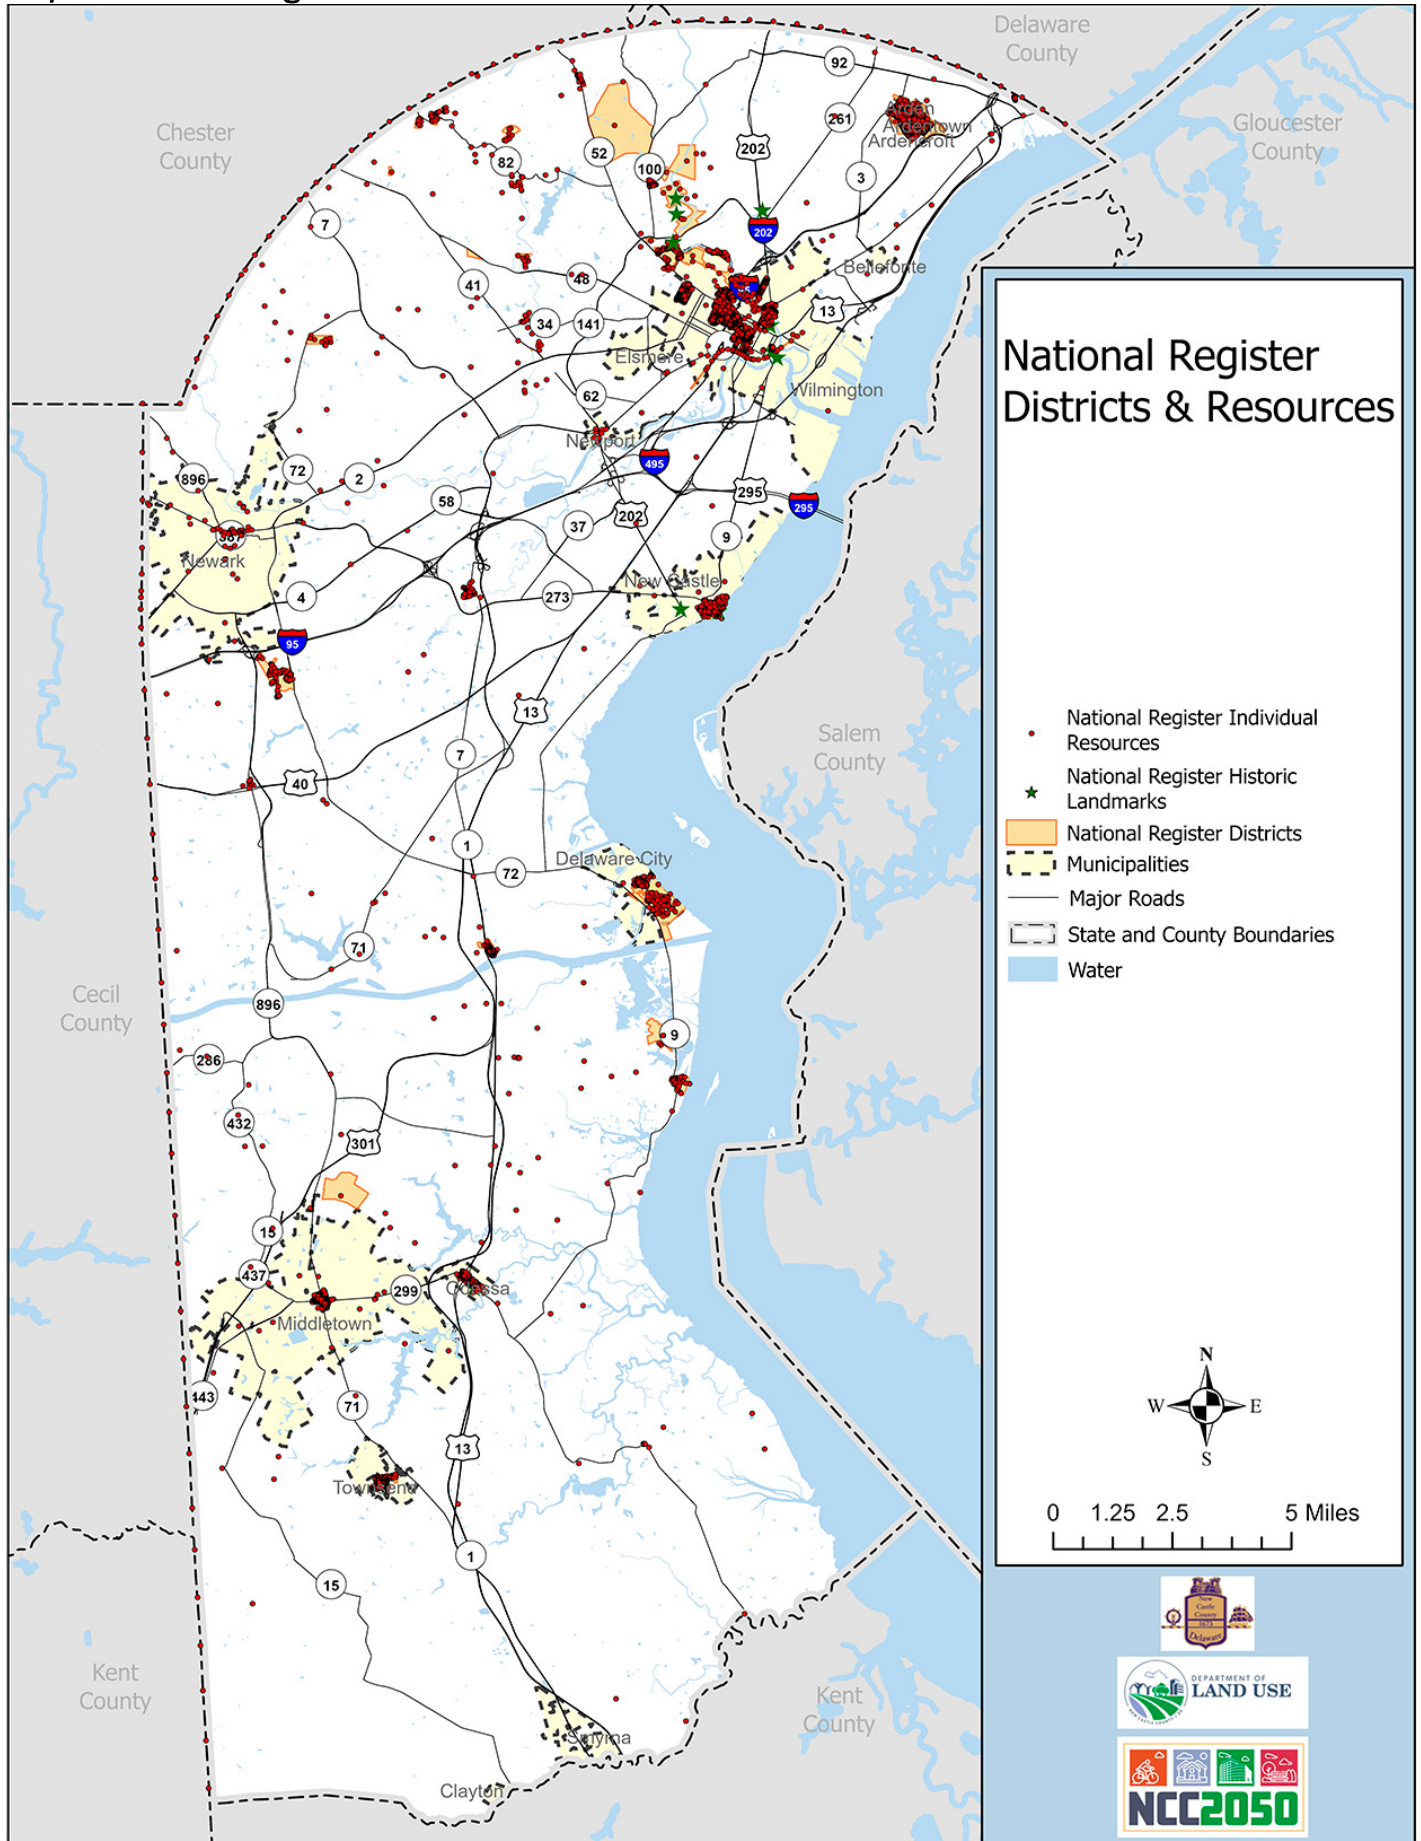 Delaware
County
Chester
County
Gloucester
County
92
261
202
52
82
100
3
Arden
Ardentown
Ardencroft
7
202
Bellefonte
41
48
13
34
141
Elsmere
62
Wilmington
Newport
896
72
2
495
58
295
295
202
37
9
Newark
New Castle
4
273
95
13
7
Salem
County
40
1
Delaware City
72
71
Cecil
County
896
9
286
432
301
15
437
299
Odessa
Middletown
71
13
Townsend
1
15
Kent
County
Kent
County
Smyrna
Clayton
National Register
Districts & Resources
National Register Individual
Resources
National Register Historic
Landmarks
National Register Districts
Municipalities
Major Roads
State and County Boundaries
Water
N
W E
S
0 1.25 2.5 5 Miles
New
Castle
County
1673
Delaware
DEPARTMENT OF
LAND USE
NCC2050